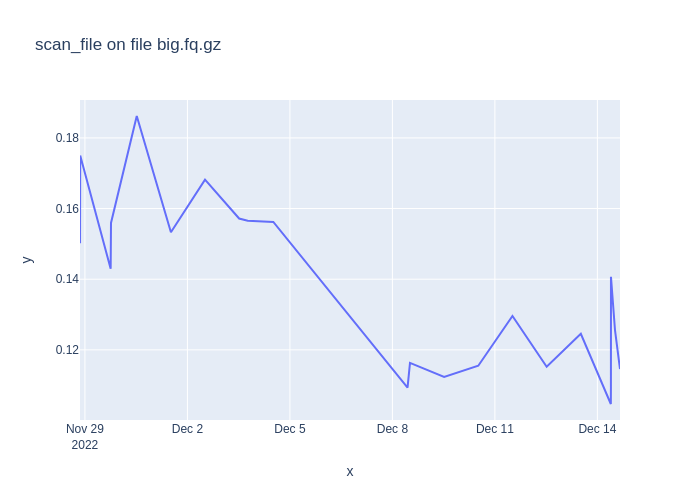 scan_file on file big.fq.gz
0.18
0.16
0.14
0.12
y
Nov 29
2022
Dec 2
Dec 5
Dec 8
Dec 11
Dec 14
x